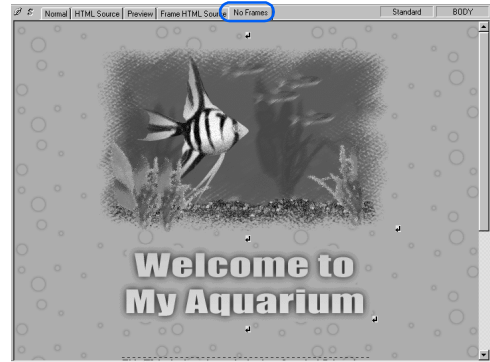 Normal HTML Source Preview Frame HTML Source No Frames Standard BODY
Welcome to
My Aquarium